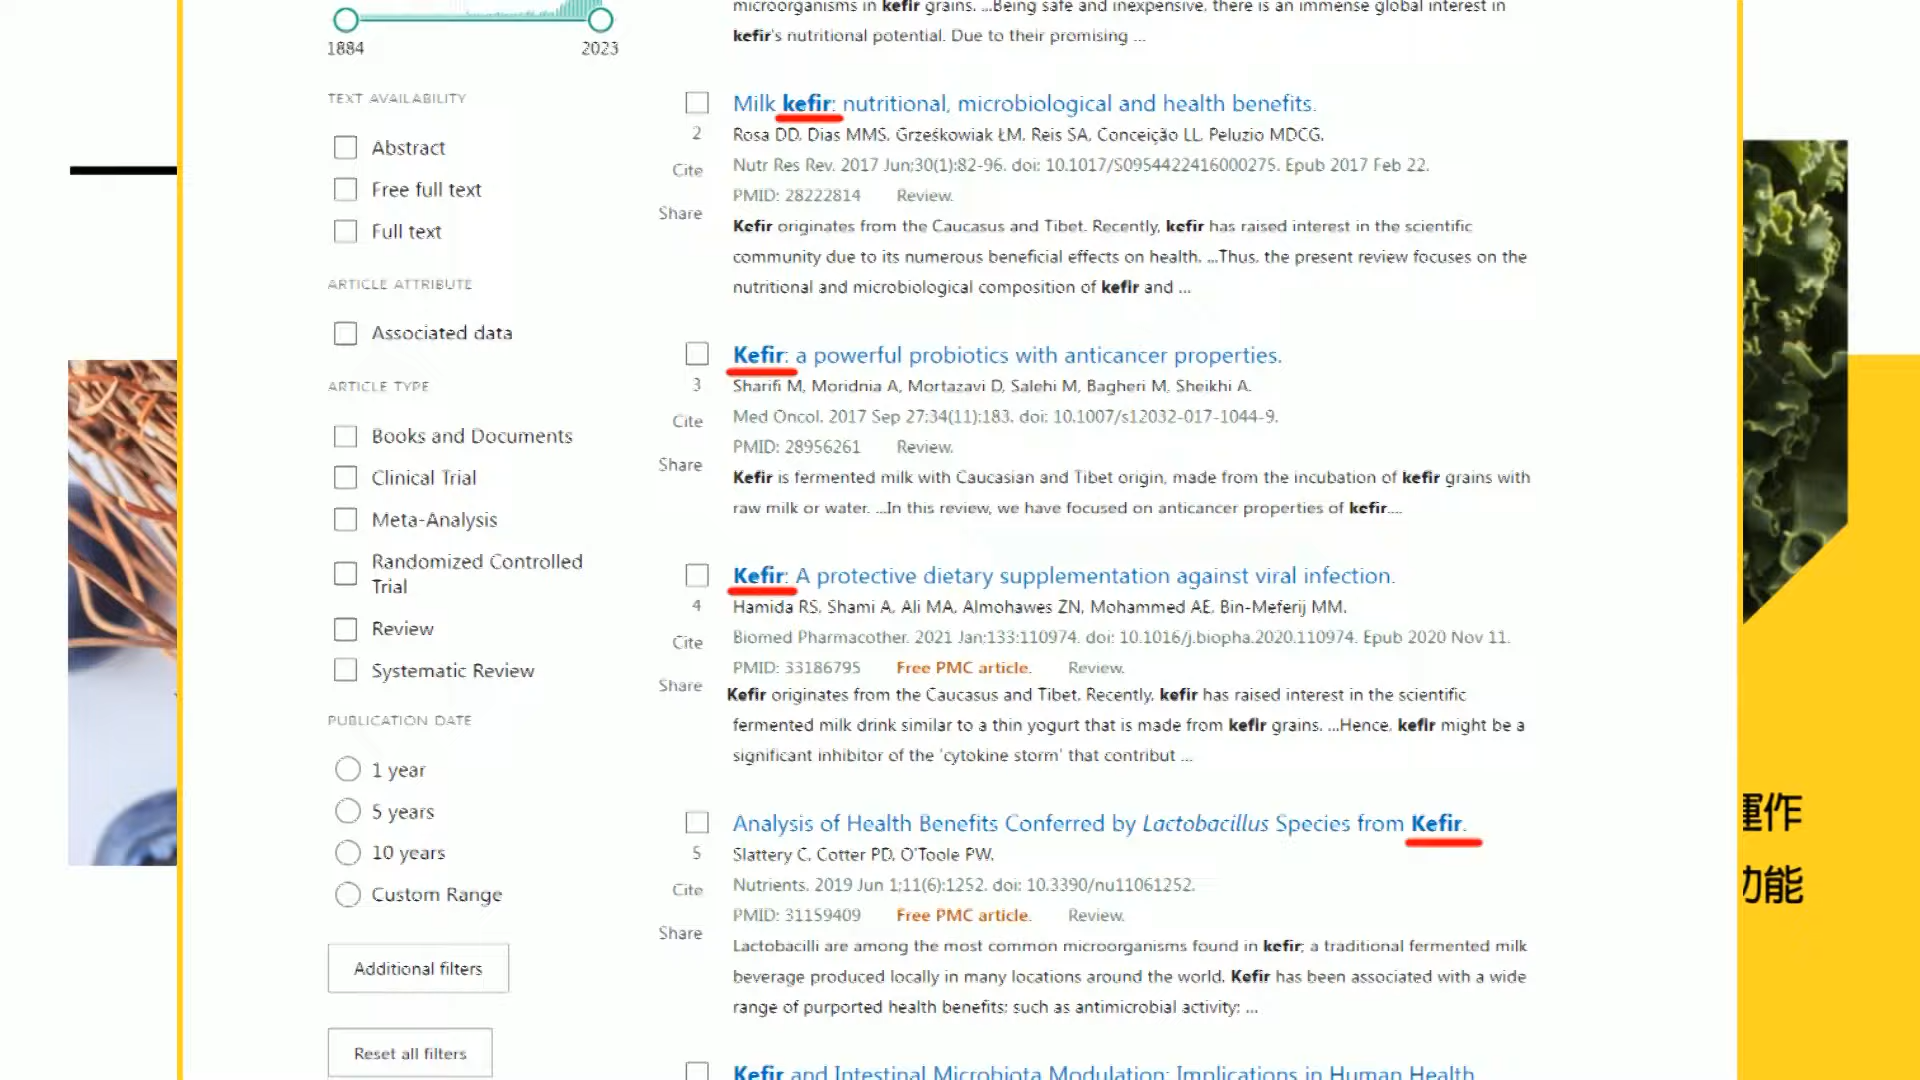 1884
2023
TEXT AVAILABILITY
Abstract
Free full text
Full text
ARTICLE ATTRIBUTE
Associated data
ARTICLE TYPE
Books and Documents
Clinical Trial
Meta-Analysis
Randomized Controlled
Trial
Review
Systematic Review
PUBLICATION DATE
1 year
5 years
10 years
Custom Range
Additional filters
Reset all filters
microorganisms in kefir grains. ...Being safe and inexpensive, there is an immense global interest in
kefir's nutritional potential. Due to their promising ...
Milk kefir: nutritional, microbiological and health benefits.
2
Rosa DD, Dias MMS, Grześkowiak ŁM, Reis SA, Conceição LL, Peluzio MDCG.
Cite
Nutr Res Rev. 2017 Jun;30(1):82-96. doi: 10.1017/S0954422416000275. Epub 2017 Feb 22.
PMID: 28222814 Review.
Share
Kefir originates from the Caucasus and Tibet. Recently, kefir has raised interest in the scientific
community due to its numerous beneficial effects on health. ...Thus, the present review focuses on the
nutritional and microbiological composition of kefir and ...
Kefir: a powerful probiotics with anticancer properties.
3
Sharifi M, Moridnia A, Mortazavi D, Salehi M, Bagheri M, Sheikhi A.
Cite
Med Oncol. 2017 Sep 27;34(11):183. doi: 10.1007/s12032-017-1044-9.
PMID: 28956261 Review.
Share
Kefir is fermented milk with Caucasian and Tibet origin, made from the incubation of kefir grains with
raw milk or water. ...In this review, we have focused on anticancer properties of kefir....
Kefir: A protective dietary supplementation against viral infection.
4
Hamida RS, Shami A, Ali MA, Almohawes ZN, Mohammed AE, Bin-Meferij MM.
Cite
Biomed Pharmacother. 2021 Jan;133:110974. doi: 10.1016/j.biopha.2020.110974. Epub 2020 Nov 11.
PMID: 33186795 Free PMC article. Review.
Share
Kefir originates from the Caucasus and Tibet. Recently, kefir has raised interest in the scientific
fermented milk drink similar to a thin yogurt that is made from kefir grains. ...Hence, kefir might be a
significant inhibitor of the 'cytokine storm' that contribut ...
Analysis of Health Benefits Conferred by Lactobacillus Species from Kefir.
5
Slattery C, Cotter PD, O'Toole PW.
Cite
Nutrients. 2019 Jun 1;11(6):1252. doi: 10.3390/nu11061252.
PMID: 31159409 Free PMC article. Review.
Share
Lactobacilli are among the most common microorganisms found in kefir; a traditional fermented milk
beverage produced locally in many locations around the world. Kefir has been associated with a wide
range of purported health benefits; such as antimicrobial activity; ...
Kefir and Intestinal Microbiota Modulation: Implications in Human Health
運作
功能